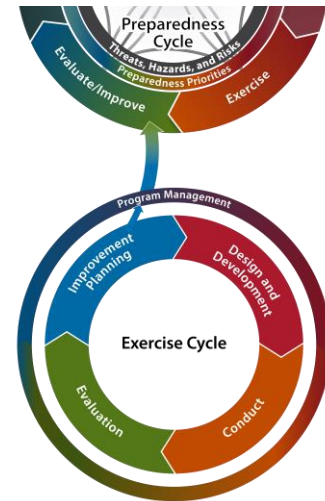 Preparedness
Cycle
Threats, Hazards, and Risks
Preparedness Priorities
Evaluate/Improve
Exercise
Program Management
Improvement
Planning
Design and
Development
Exercise Cycle
Evaluation
Conduct